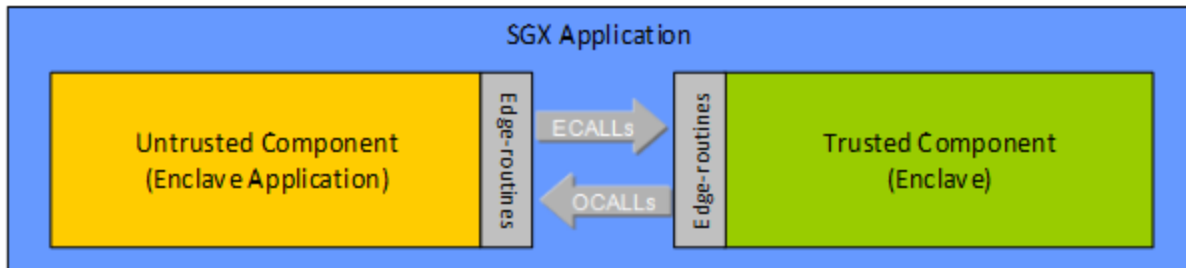 SGX Application
Untrusted Component
(Enclave Application)
Edge-routines
ECALLs
OCALLs
Edge-routines
Trusted Component
(Enclave)